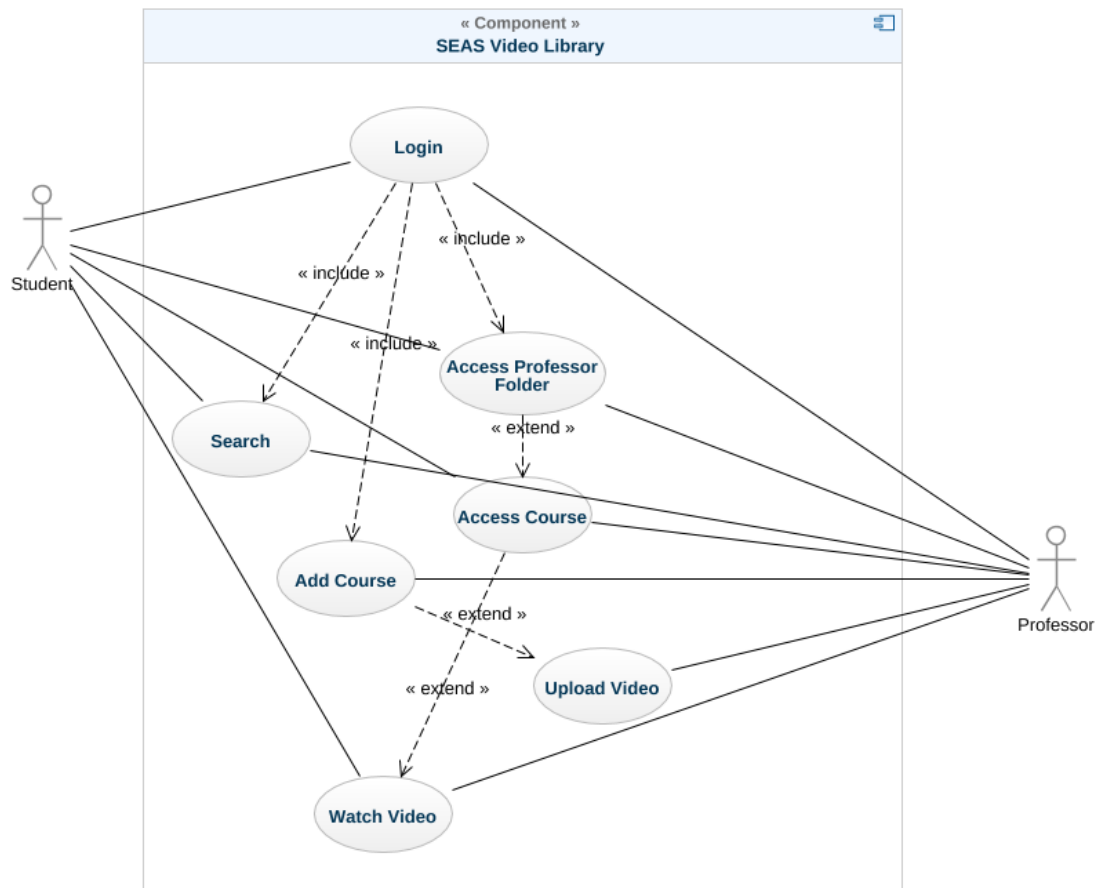 « Component »
SEAS Video Library
Login
« include »
« include »
Student
« include »
Access Professor
Folder
« extend »
Search
Access Course
Add Course
« extend »
Professor
Upload Video
« extend »
Watch Video